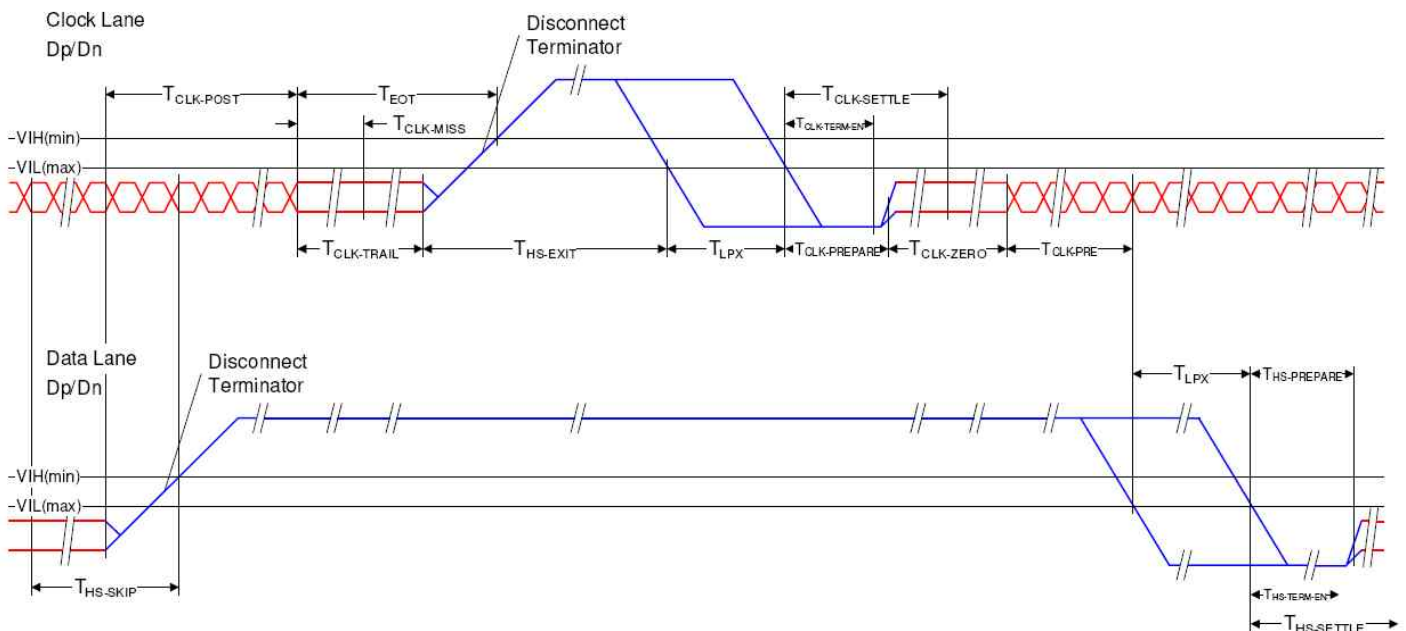 Clock Lane
Dp/Dn
Disconnect
Terminator
TCLK-POST
TEOT
TCLK-SETTLE
TCLK-MISS
TCLK-TERM-EN
VIH(min)
VIL(max)
TCLK-TRAIL
THS-EXIT
TLPX
TCLK-PREPARE
TCLK-ZERO
TCLK-PRE
Data Lane
Dp/Dn
Disconnect
Terminator
TLPX
THS-PREPARE
VIH(min)
VIL(max)
THS-SKIP
THS-TERM-EN
THS-SETTLE